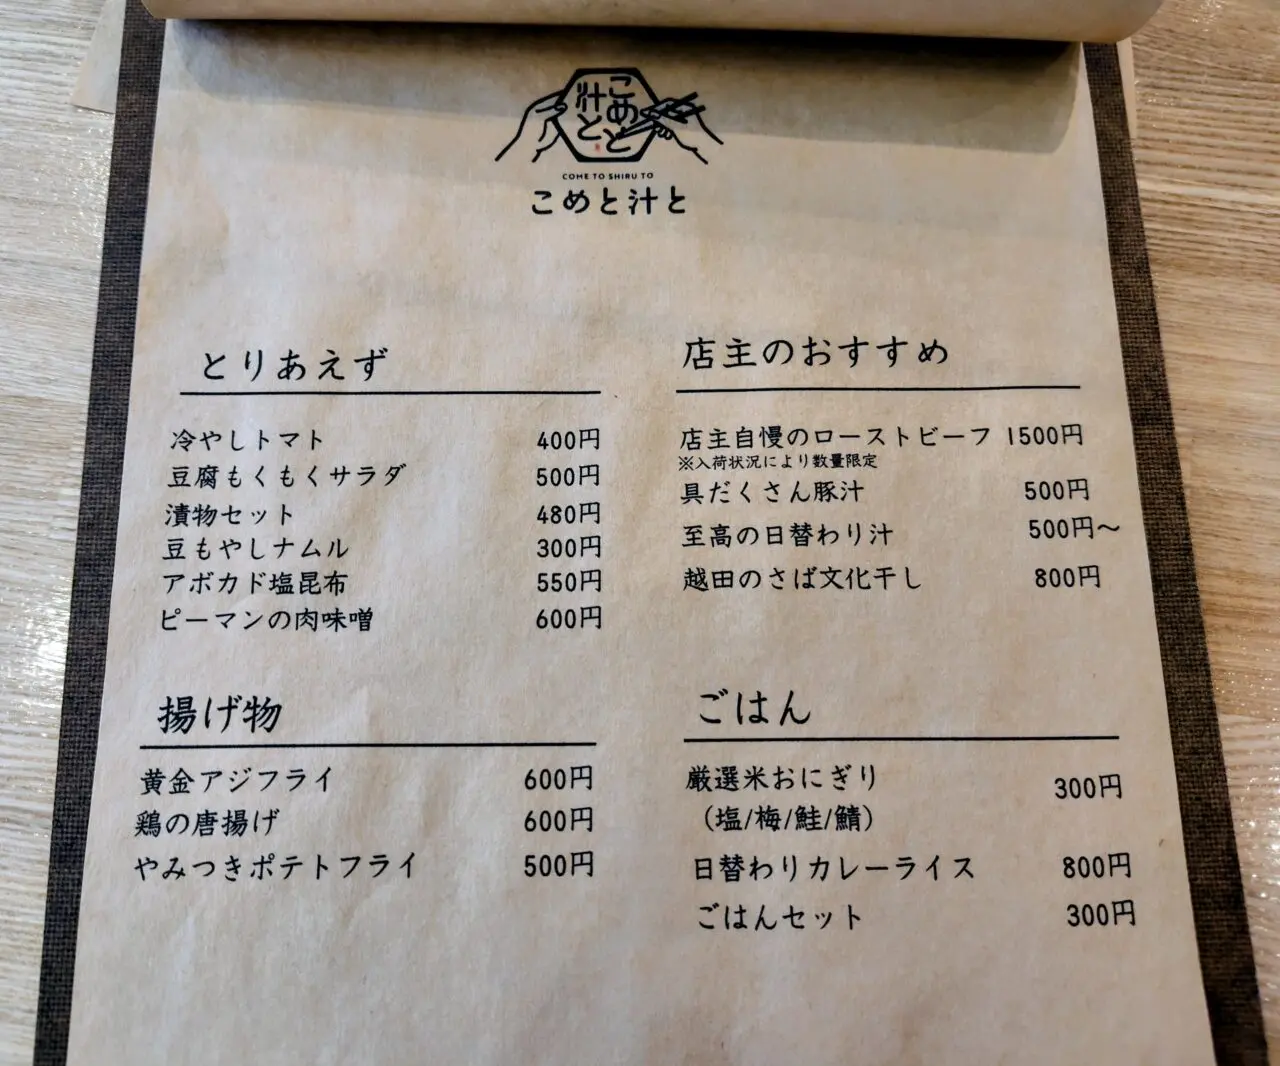 こめと
汁と
COME TO SHIRU TO
こめと汁と
とりあえず
冷やしトマト 400円
豆腐もくもくサラダ 500円
漬物セット 480円
豆もやしナムル 300円
アボカド塩昆布 550円
ピーマンの肉味噌 600円
店主のおすすめ
店主自慢のローストビーフ 1500円
※入荷状況により数量限定
具だくさん豚汁 500円
至高の日替わり汁 500円～
越田のさば文化干し 800円
揚げ物
黄金アジフライ 600円
鶏の唐揚げ 600円
やみつきポテトフライ 500円
ごはん
厳選米おにぎり 300円
（塩/梅/鮭/鯖）
日替わりカレーライス 800円
ごはんセット 300円